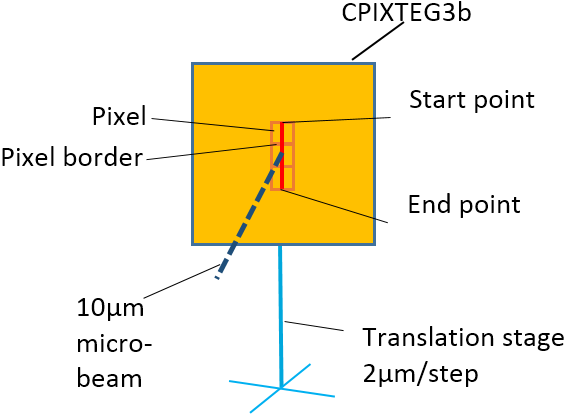 CPIXTEG3b
Start point
Pixel
Pixel border
End point
10μm
micro-
beam
Translation stage
2μm/step